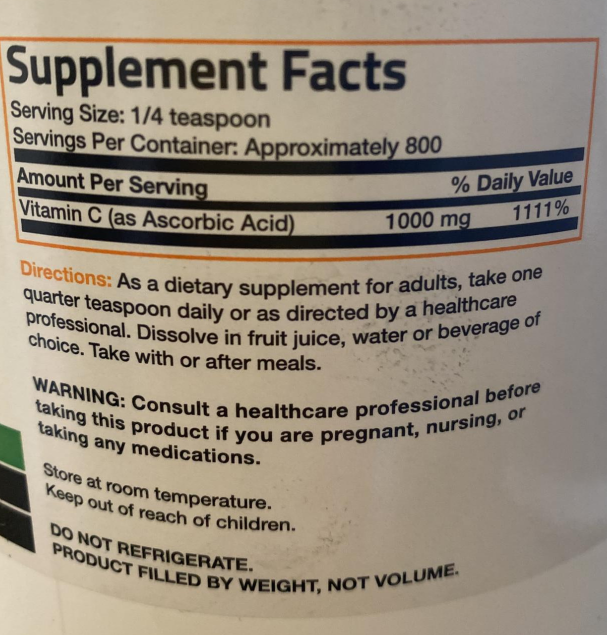 Supplement Facts
Serving Size: 1/4 teaspoon
Servings Per Container: Approximately 800
Amount Per Serving % Daily Value
Vitamin C (as Ascorbic Acid) 1000 mg 1111%
Directions: As a dietary supplement for adults, take one
quarter teaspoon daily or as directed by a healthcare
professional. Dissolve in fruit juice, water or beverage of
choice. Take with or after meals.
WARNING: Consult a healthcare professional before
taking this product if you are pregnant, nursing, or
taking any medications.
Store at room temperature.
Keep out of reach of children.
DO NOT REFRIGERATE.
PRODUCT FILLED BY WEIGHT, NOT VOLUME.